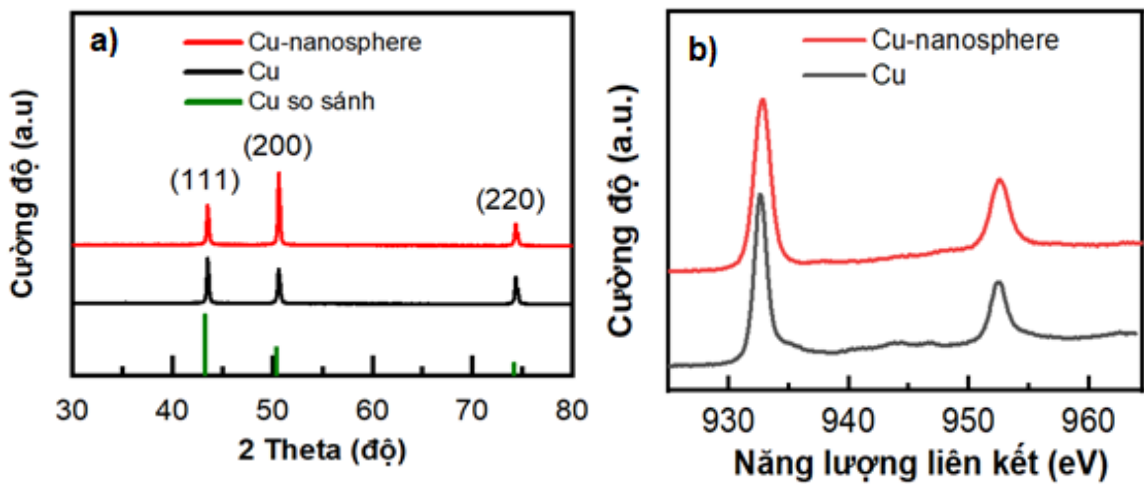 a)
Cu-nanosphere
Cu
Cu so sánh
(200)
(111)
(220)
Cường độ (a.u)
30 40 50 60 70 80
2 Theta (độ)
b)
Cu-nanosphere
Cu
Cường độ (a.u.)
930 940 950 960
Năng lượng liên kết (eV)